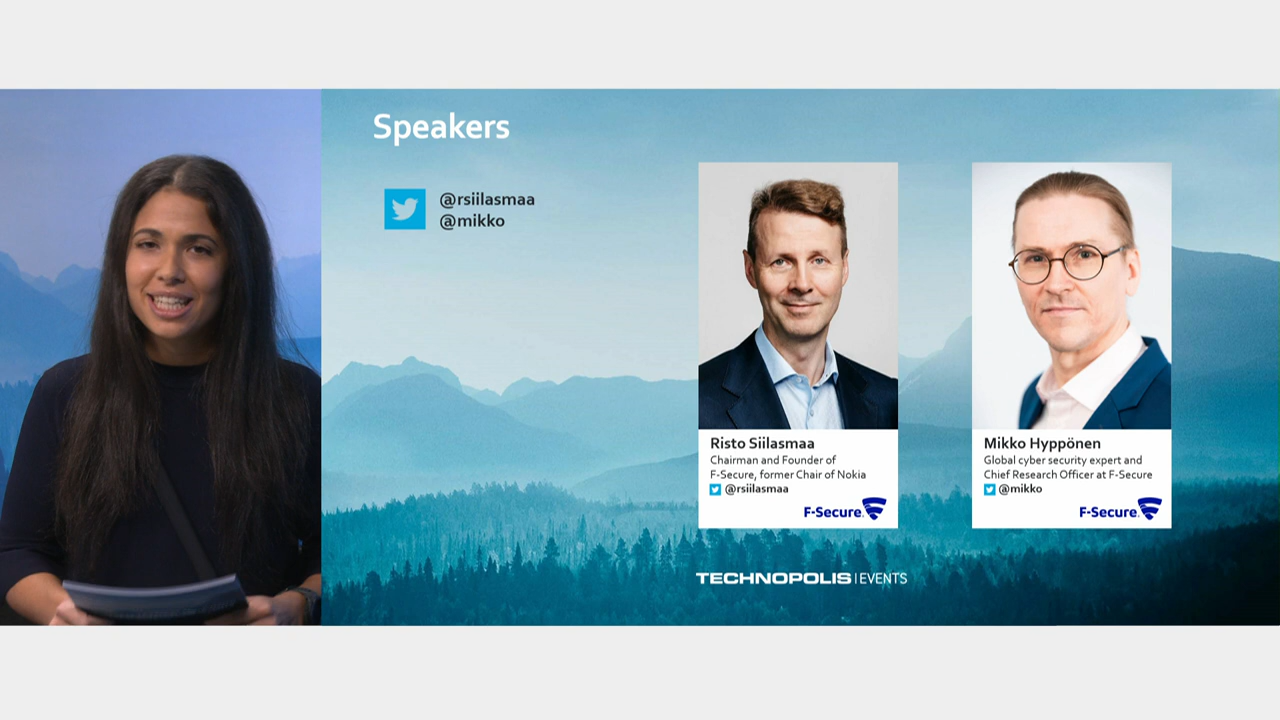 Speakers
@rsiilasmaa
@mikko
Risto Siilasmaa
Chairman and Founder of
F-Secure, former Chair of Nokia
@rsiilasmaa
F-Secure.
Mikko Hyppönen
Global cyber security expert and
Chief Research Officer at F-Secure
@mikko
F-Secure.
TECHNOPOLIS | EVENTS